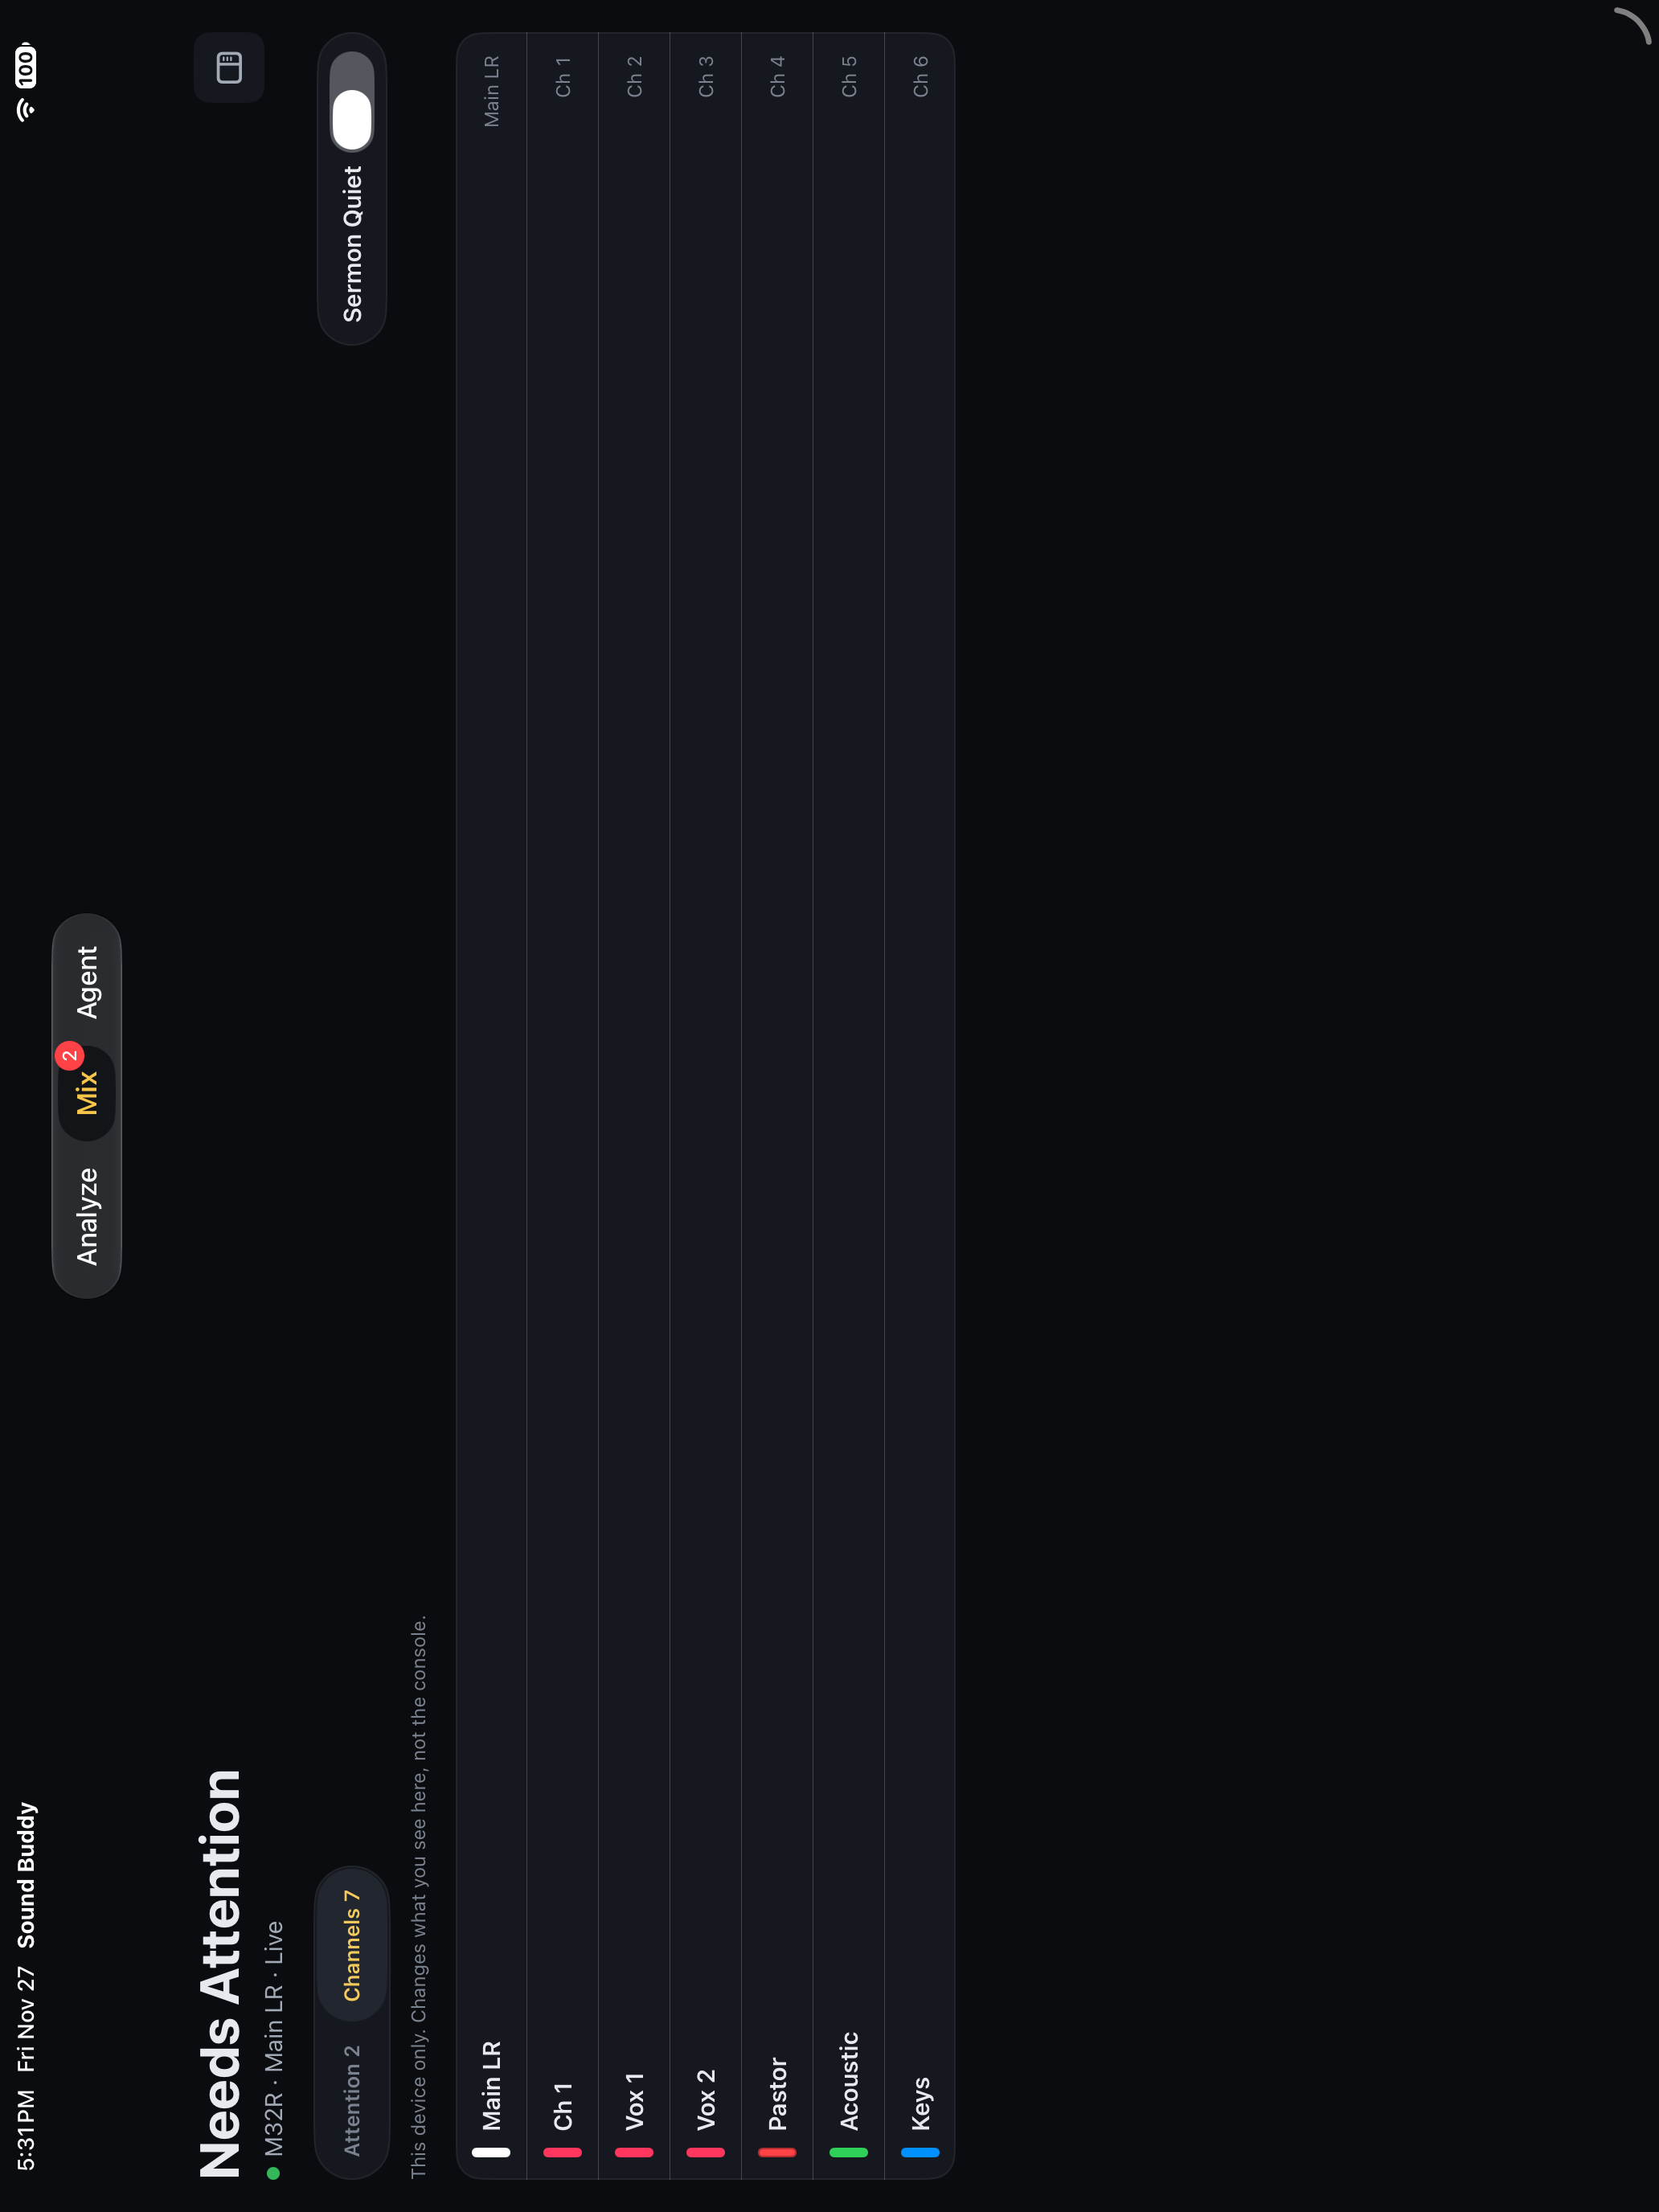 5:31 PM Fri Nov 27 Sound Buddy
100
Analyze Mix 2 Agent
Needs Attention
M32R · Main LR · Live
Attention 2 Channels 7
Sermon Quiet
This device only. Changes what you see here, not the console.
Main LR Main LR
Ch 1 Ch 1
Vox 1 Ch 2
Vox 2 Ch 3
Pastor Ch 4
Acoustic Ch 5
Keys Ch 6